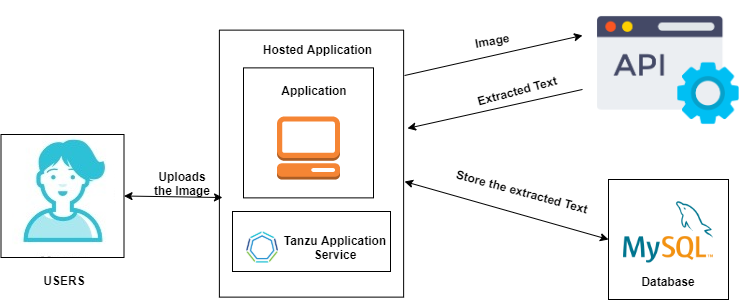 Hosted Application
Application
Tanzu Application
Service
Uploads
the Image
USERS
Image
Extracted Text
API
Store the extracted Text
MySQL™
Database